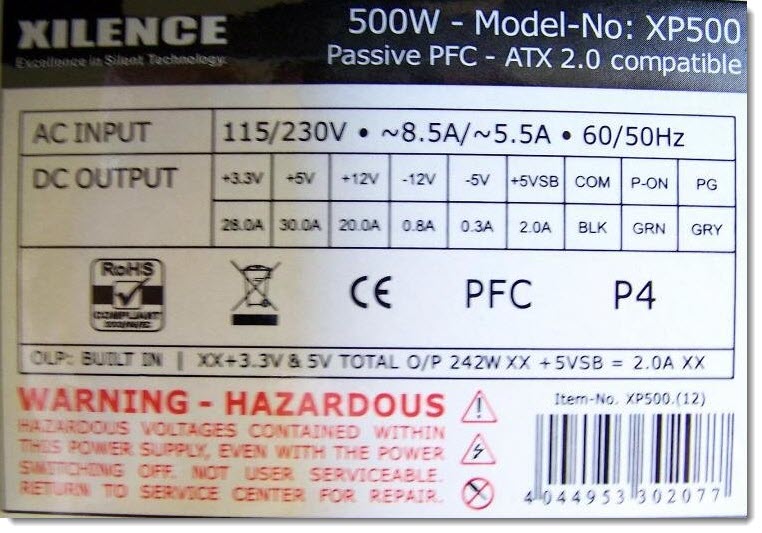 XILENCE
Excellence in Silent Technology.
500W - Model-No: XP500
Passive PFC - ATX 2.0 compatible
AC INPUT 115/230V • ~8.5A/~5.5A • 60/50Hz
DC OUTPUT +3.3V +5V +12V -12V -5V +5VSB COM P-ON PG
28.0A 30.0A 20.0A 0.8A 0.3A 2.0A BLK GRN GRY
RoHS
COMPLIANT
CE PFC P4
OLP: BUILT IN | XX+3.3V & 5V TOTAL O/P 242W XX +5VSB = 2.0A XX
WARNING - HAZARDOUS
HAZARDOUS VOLTAGES CONTAINED WITHIN
THIS POWER SUPPLY, EVEN WITH THE POWER
SWITCHING OFF. NOT USER SERVICEABLE.
RETURN TO SERVICE CENTER FOR REPAIR.
Item-No. XP500.(12)
4 044953 302077